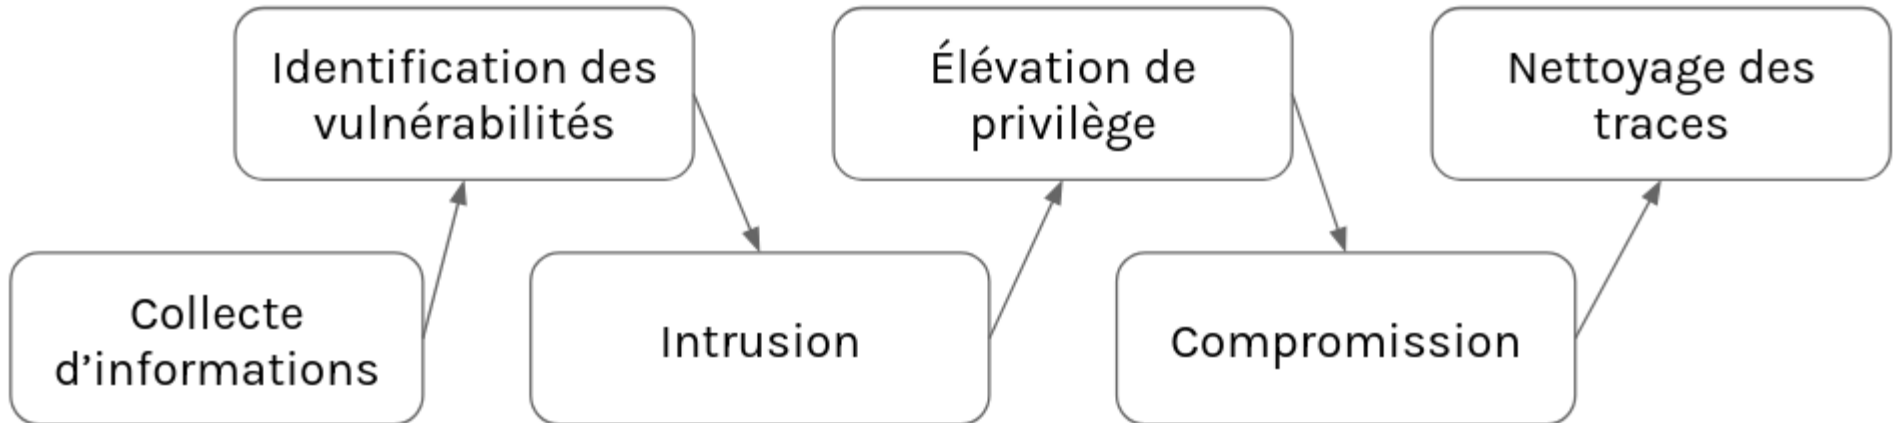 Collecte
d’informations
Identification des
vulnérabilités
Intrusion
Élévation de
privilège
Compromission
Nettoyage des
traces